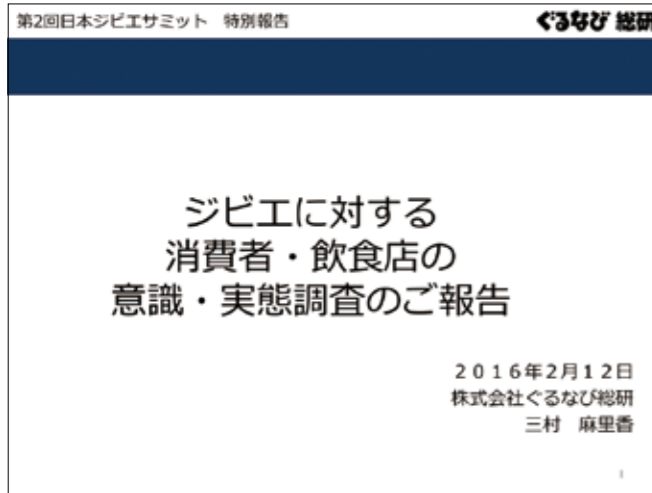 第2回日本ジビエサミット　特別報告
ぐるなび 総研
ジビエに対する
消費者・飲食店の
意識・実態調査のご報告
２０１６年2月１２日
株式会社ぐるなび総研
三村　麻里香
1